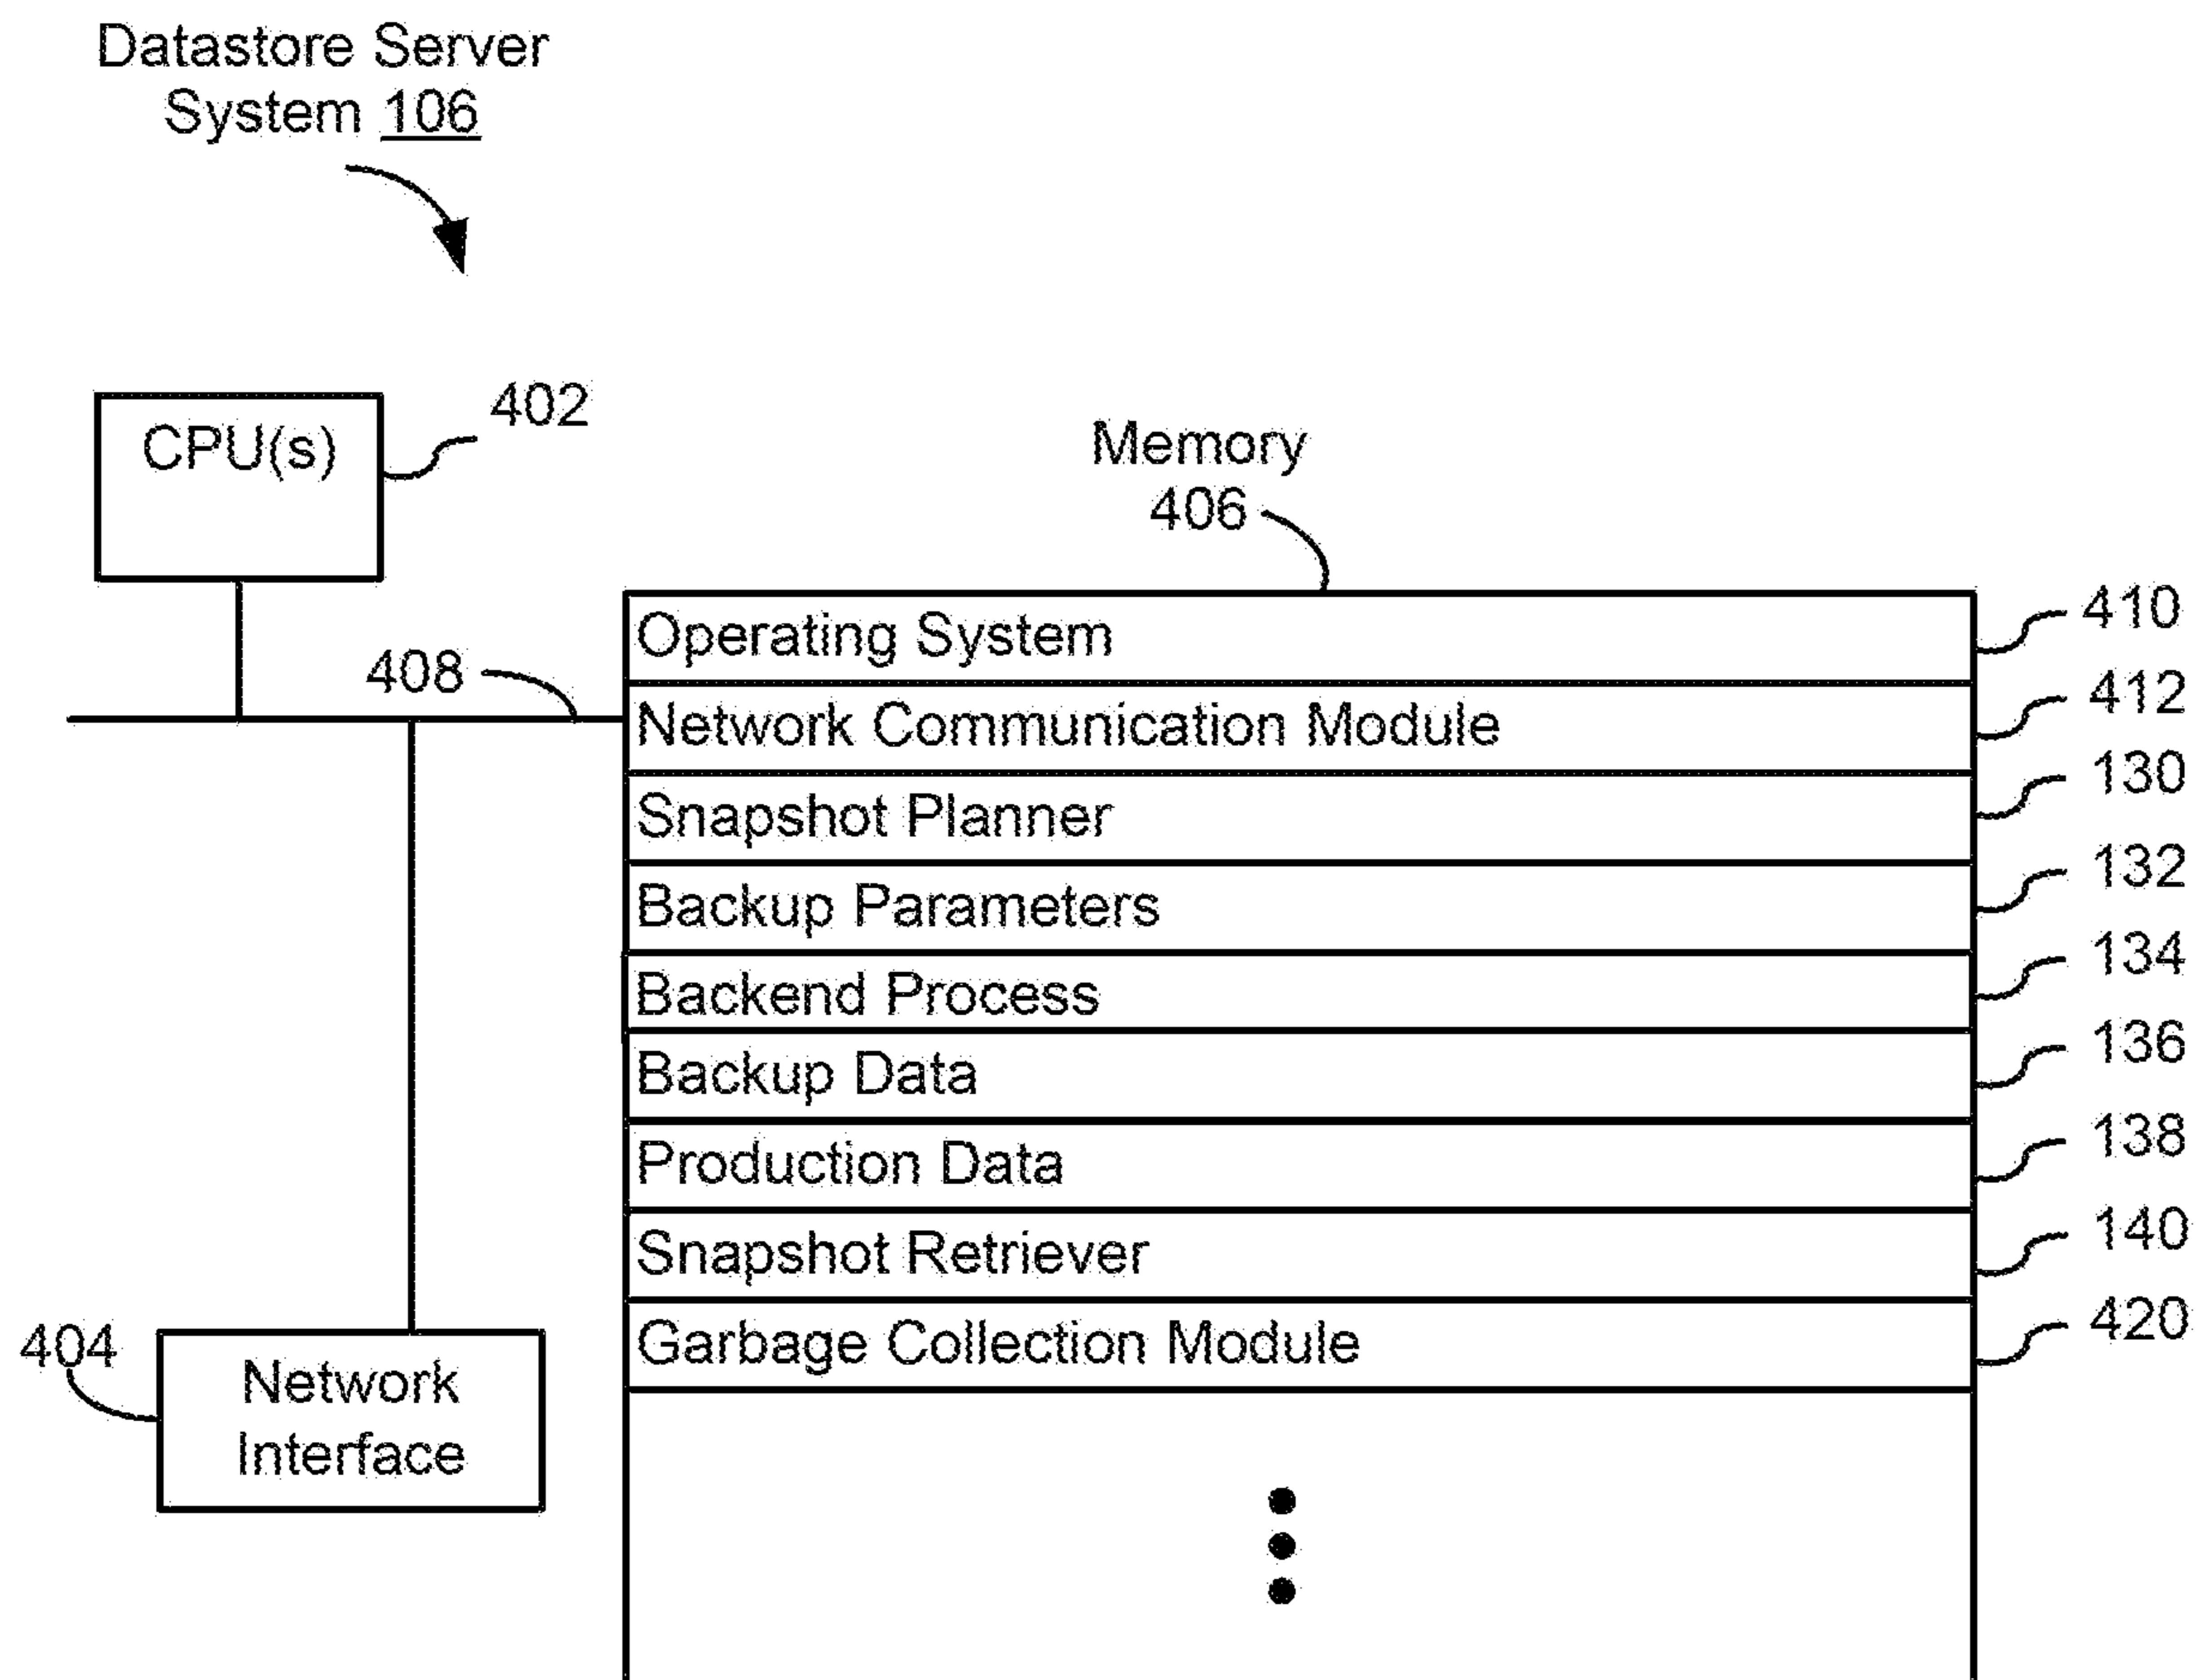 Datastore Server
System 106
CPU(s)
402
Memory
406
408
Operating System
410
Network Communication Module
412
Snapshot Planner
130
Backup Parameters
132
Backend Process
134
Backup Data
136
Production Data
138
Snapshot Retriever
140
Garbage Collection Module
420
404
Network
Interface